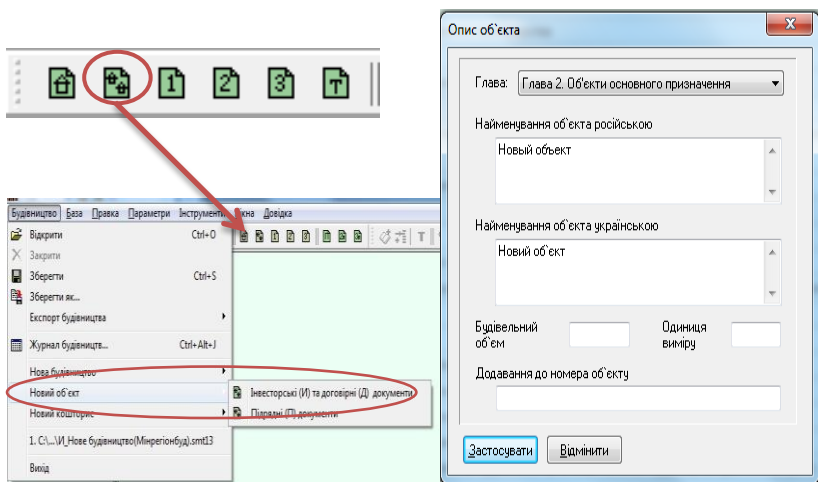 1
2
3
T
Будівництво База Правка Параметри Інструменти Вікна Довідка
Відкрити Ctrl+O
Закрити
Зберегти Ctrl+S
Зберегти як...
Експорт будівництва
Журнал будівництв... Ctrl+Alt+J
Нова будівництво
Новий об`єкт
Інвесторські (И) та договірні (Д) документи
Новий кошторис
Підрядні (П) документи
1. C:\...\И_Нове будівництво(Мінрегіонбуд).smt13
Вихід
Опис об`єкта
X
Глава: Глава 2. Об'єкти основного призначення
Найменування об`єкта російською
Новый объект
Найменування об`єкта українською
Новий об`єкт
Будівельний об`єм
Одиниця виміру
Додавання до номера об`єкту
Застосувати
Відмінити